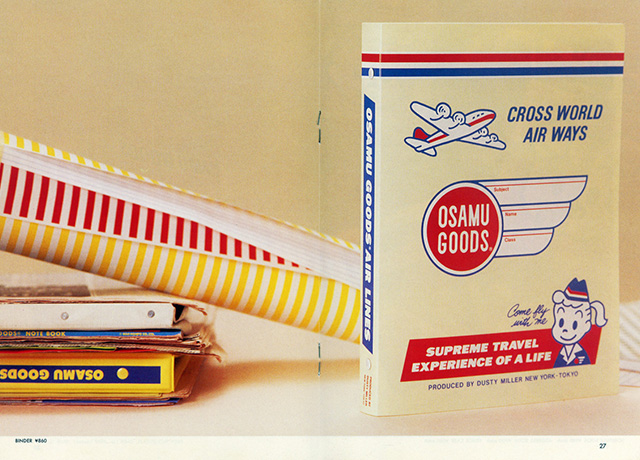 CROSS WORLD
AIR WAYS
OSAMU
GOODS®
Subject
Name
Class
Come fly
with me
SUPREME TRAVEL
EXPERIENCE OF A LIFE
PRODUCED BY DUSTY MILLER NEW YORK · TOKYO
OSAMU GOODS' AIR LINES
GOODS® NOTE BOOK
OSAMU GOODS
BINDER ¥860
27